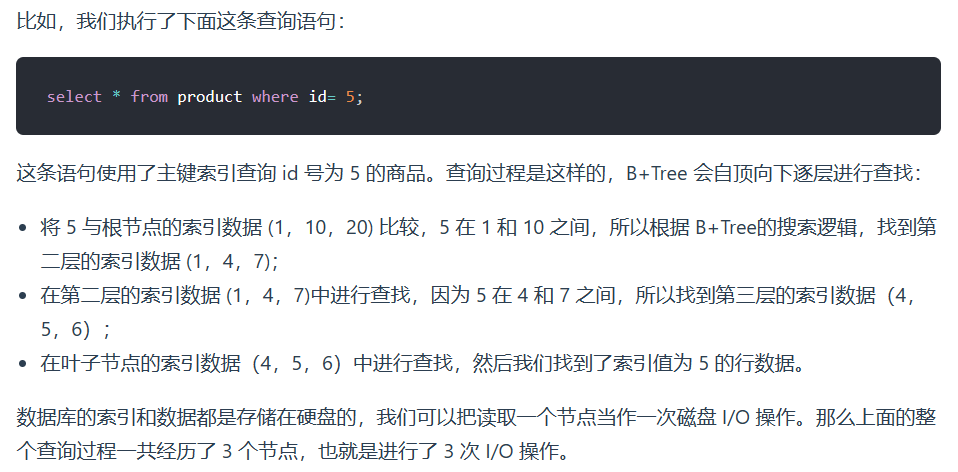 比如，我们执行了下面这条查询语句：
select * from product where id= 5;
这条语句使用了主键索引查询 id 号为 5 的商品。查询过程是这样的，B+Tree 会自顶向下逐层进行查找：
• 将 5 与根节点的索引数据 (1，10，20) 比较，5 在 1 和 10 之间，所以根据 B+Tree的搜索逻辑，找到第
二层的索引数据 (1，4，7)；
• 在第二层的索引数据 (1，4，7)中进行查找，因为 5 在 4 和 7 之间，所以找到第三层的索引数据（4，
5，6）；
• 在叶子节点的索引数据（4，5，6）中进行查找，然后我们找到了索引值为 5 的行数据。
数据库的索引和数据都是存储在硬盘的，我们可以把读取一个节点当作一次磁盘 I/O 操作。那么上面的整
个查询过程一共经历了 3 个节点，也就是进行了 3 次 I/O 操作。